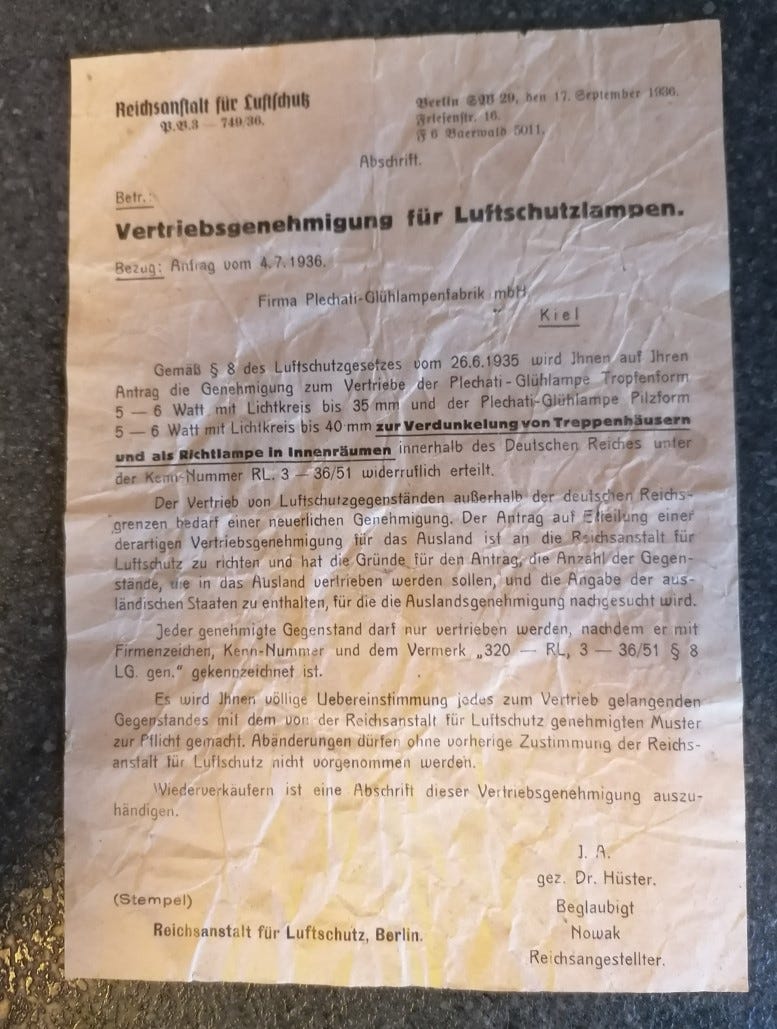 Reichsanstalt für Luftschutz
P.B.3 — 749/36.
Berlin SW 29, den 17. September 1936.
Friesenstr. 16.
F 6 Baerwald 5011.
Abschrift.
Betr.:
Vertriebsgenehmigung für Luftschutzlampen.
Bezug: Antrag vom 4.7.1936.
Firma Plechati-Glühlampenfabrik mbH
Kiel
Gemäß § 8 des Luftschutzgesetzes vom 26.6.1935 wird Jhnen auf Jhren
Antrag die Genehmigung zum Vertriebe der Plechati-Glühlampe Tropfenform
5 — 6 Watt mit Lichtkreis bis 35 mm und der Plechati-Glühlampe Pilzform
5 — 6 Watt mit Lichtkreis bis 40 mm zur Verdunkelung von Treppenhäusern
und als Richtlampe in Innenräumen innerhalb des Deutschen Reiches unter
der Kenn-Nummer RL. 3 — 36/51 widerruflich erteilt.
Der Vertrieb von Luftschutzgegenständen außerhalb der deutschen Reichs-
grenzen bedarf einer neuerlichen Genehmigung. Der Antrag auf Erteilung einer
derartigen Vertriebsgenehmigung für das Ausland ist an die Reichsanstalt für
Luftschutz zu richten und hat die Gründe für den Antrag, die Anzahl der Gegen-
stände, die in das Ausland vertrieben werden sollen, und die Angabe der aus-
ländischen Staaten zu enthalten, für die die Auslandsgenehmigung nachgesucht wird.
Jeder genehmigte Gegenstand darf nur vertrieben werden, nachdem er mit
Firmenzeichen, Kenn-Nummer und dem Vermerk „320 — RL, 3 — 36/51 § 8
LG. gen.“ gekennzeichnet ist.
Es wird Jhnen völlige Uebereinstimmung jedes zum Vertrieb gelangenden
Gegenstandes mit dem von der Reichsanstalt für Luftschutz genehmigten Muster
zur Pflicht gemacht. Abänderungen dürfen ohne vorherige Zustimmung der Reichs-
anstalt für Luftschutz nicht vorgenommen werden.
Wiederverkäufern ist eine Abschrift dieser Vertriebsgenehmigung auszu-
händigen.
J. A.
gez. Dr. Hüster.
(Stempel)
Beglaubigt
Reichsanstalt für Luftschutz, Berlin.
Nowak
Reichsangestellter.